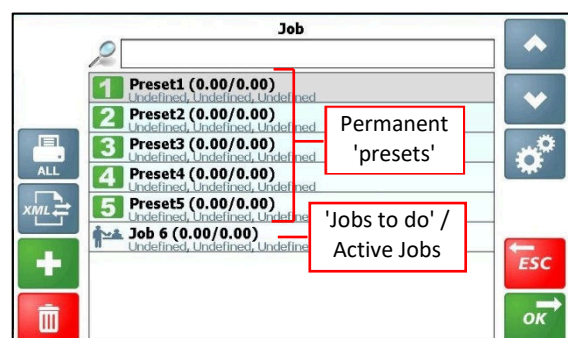 Job
1 Preset1 (0.00/0.00)
Undefined, Undefined, Undefined
2 Preset2 (0.00/0.00)
Undefined, Undefined, Undefined
3 Preset3 (0.00/0.00)
Undefined, Undefined, Undefined
4 Preset4 (0.00/0.00)
Undefined, Undefined, Undefined
5 Preset5 (0.00/0.00)
Undefined, Undefined, Undefined
Job 6 (0.00/0.00)
Undefined, Undefined, Undefine
Permanent
'presets'
'Jobs to do' /
Active Jobs
ALL
XML
ESC
OK